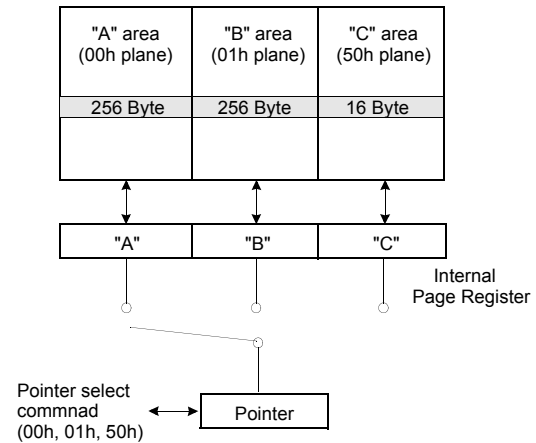 "A" area
(00h plane)
"B" area
(01h plane)
"C" area
(50h plane)
256 Byte
256 Byte
16 Byte
"A"
"B"
"C"
Internal
Page Register
Pointer select
commnad
(00h, 01h, 50h)
Pointer